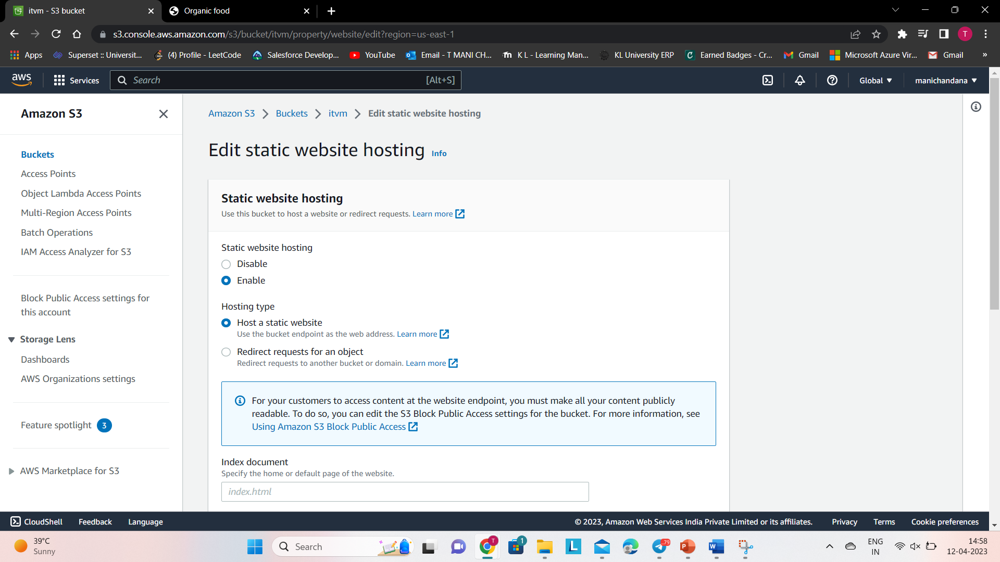 itvm - S3 bucket
Organic food
s3.console.aws.amazon.com/s3/bucket/itvm/property/website/edit?region=us-east-1
T
Apps
Superset :: Universit...
(4) Profile - LeetCode
Salesforce Develop...
YouTube
Email - T MANI CH...
K L - Learning Man...
KL University ERP
Earned Badges - Cr...
Gmail
Microsoft Azure Vir...
Gmail
»
aws
Services
Search
[Alt+S]
Global
manichandana
Amazon S3
Buckets
Access Points
Object Lambda Access Points
Multi-Region Access Points
Batch Operations
IAM Access Analyzer for S3
Block Public Access settings for
this account
Storage Lens
Dashboards
AWS Organizations settings
Feature spotlight 3
AWS Marketplace for S3
Amazon S3 > Buckets > itvm > Edit static website hosting
Edit static website hosting Info
Static website hosting
Use this bucket to host a website or redirect requests. Learn more
Static website hosting
Disable
Enable
Hosting type
Host a static website
Use the bucket endpoint as the web address. Learn more
Redirect requests for an object
Redirect requests to another bucket or domain. Learn more
For your customers to access content at the website endpoint, you must make all your content publicly
readable. To do so, you can edit the S3 Block Public Access settings for the bucket. For more information, see
Using Amazon S3 Block Public Access
Index document
Specify the home or default page of the website.
index.html
CloudShell
Feedback
Language
© 2023, Amazon Web Services India Private Limited or its affiliates.
Privacy
Terms
Cookie preferences
39°C
Sunny
Search
T
1
L
..79
P
W
ENG
IN
14:58
12-04-2023